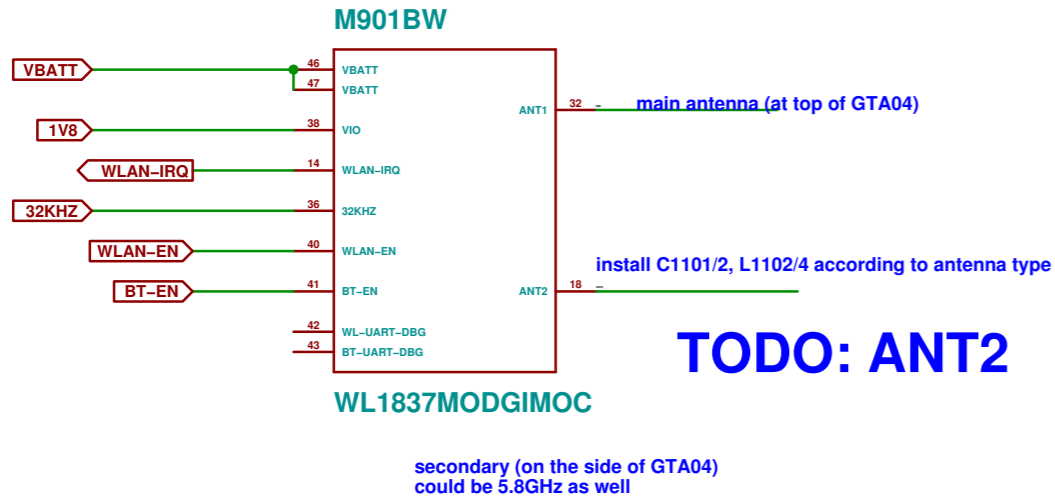 M901BW
VBATT 46 VBATT
47 VBATT
ANT1 32 main antenna (at top of GTA04)
1V8 38 VIO
WLAN-IRQ 14 WLAN-IRQ
32KHZ 36 32KHZ
WLAN-EN 40 WLAN-EN
install C1101/2, L1102/4 according to antenna type
BT-EN 41 BT-EN
ANT2 18
42 WL-UART-DBG
43 BT-UART-DBG
TODO: ANT2
WL1837MODGIMOC
secondary (on the side of GTA04)
could be 5.8GHz as well